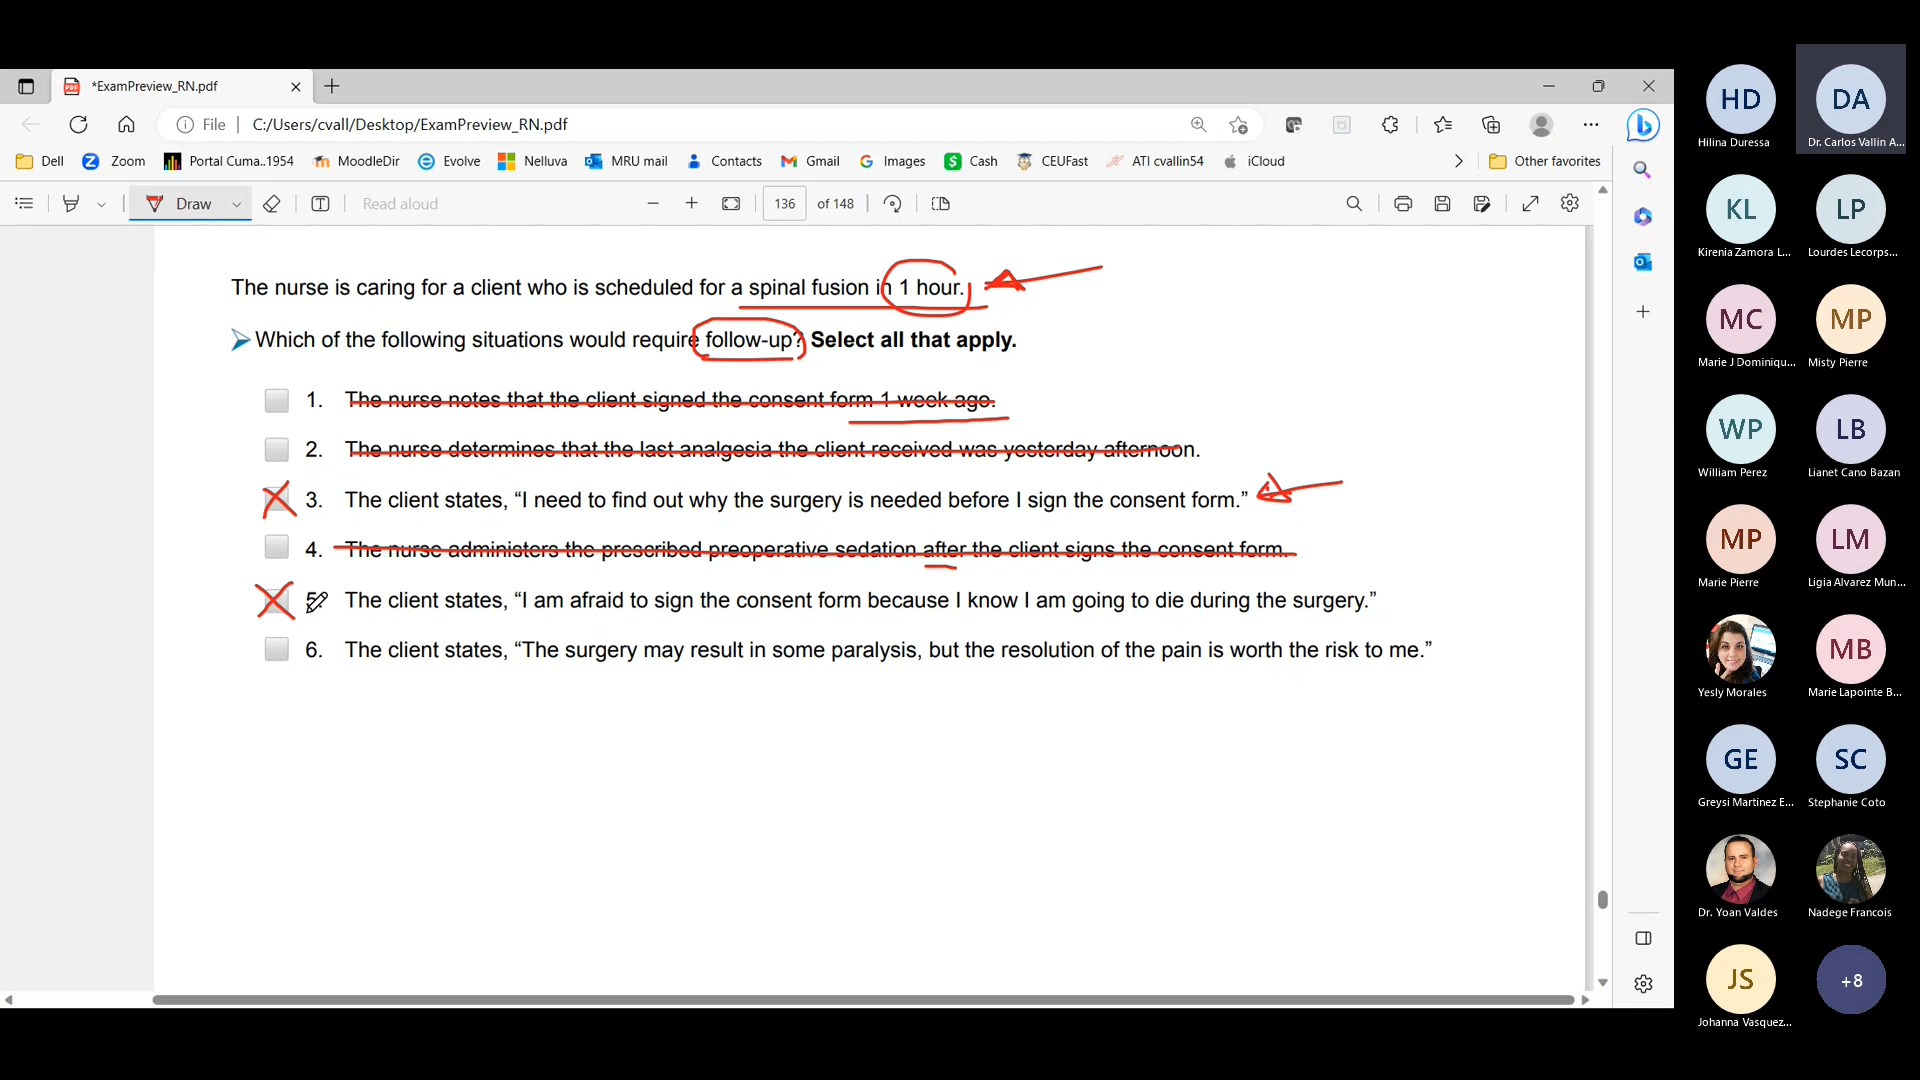 *ExamPreview_RN.pdf
File
C:/Users/cvall/Desktop/ExamPreview_RN.pdf
Dell
Zoom
Portal Cuma..1954
MoodleDir
Evolve
Nelluva
MRU mail
Contacts
Gmail
Images
Cash
CEUFast
ATI cvallin54
iCloud
Other favorites
Draw
Read aloud
136
of 148
The nurse is caring for a client who is scheduled for a spinal fusion in 1 hour.
Which of the following situations would require follow-up? Select all that apply.
1. The nurse notes that the client signed the consent form 1 week ago.
2. The nurse determines that the last analgesia the client received was yesterday afternoon.
3. The client states, “I need to find out why the surgery is needed before I sign the consent form.”
4. The nurse administers the prescribed preoperative sedation after the client signs the consent form.
5. The client states, “I am afraid to sign the consent form because I know I am going to die during the surgery.”
6. The client states, “The surgery may result in some paralysis, but the resolution of the pain is worth the risk to me.”
HD
Hilina Duressa
DA
Dr. Carlos Vallin A...
KL
Kirenia Zamora L...
LP
Lourdes Lecorps...
MC
Marie J Dominiqu...
MP
Misty Pierre
WP
William Perez
LB
Lianet Cano Bazan
MP
Marie Pierre
LM
Ligia Alvarez Mun...
Yesly Morales
MB
Marie Lapointe B...
GE
Greysi Martinez E...
SC
Stephanie Coto
Dr. Yoan Valdes
Nadege Francois
JS
Johanna Vasquez...
+8